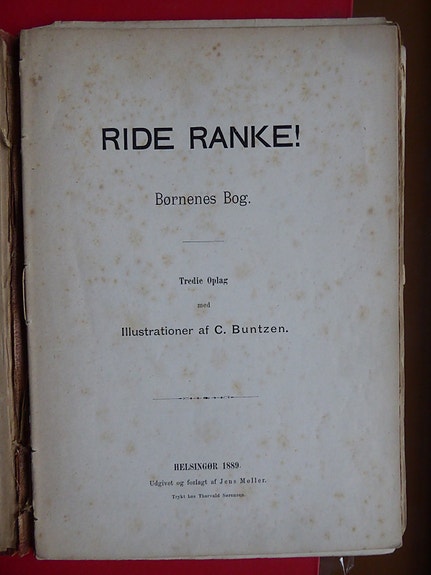 RIDE RANKE!
Børnenes Bog.
Tredie Oplag
med
Illustrationer af C. Buntzen.
HELSINGØR 1889.
Udgivet og forlagt af Jens Møller.
Trykt hos Thorvald Sørensen.